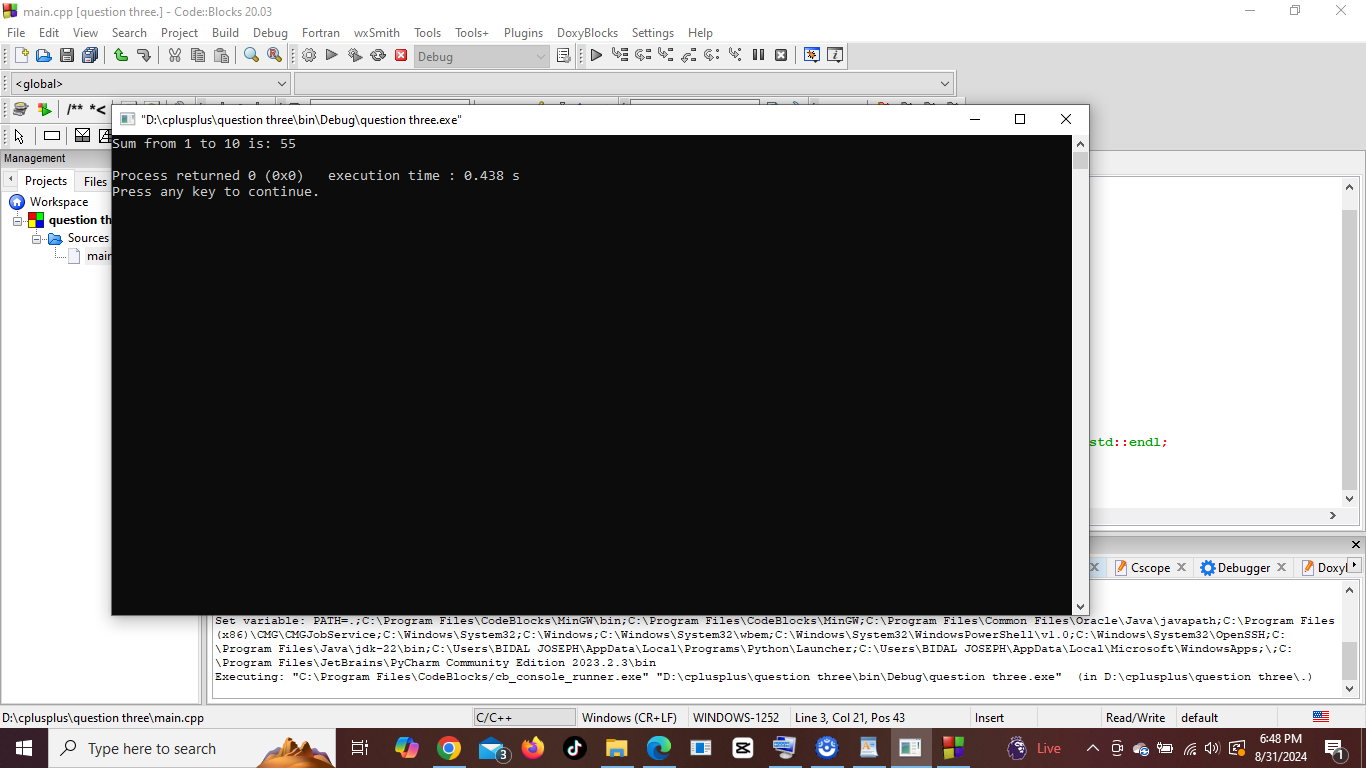 main.cpp [question three.] - Code::Blocks 20.03
File Edit View Search Project Build Debug Fortran wxSmith Tools Tools+ Plugins DoxyBlocks Settings Help
Debug
<global>
/** *<
"D:\cplusplus\question three\bin\Debug\question three.exe"
Sum from 1 to 10 is: 55
Process returned 0 (0x0) execution time : 0.438 s
Press any key to continue.
Management
Projects Files
Workspace
question th
Sources
main
std::endl;
Cscope Debugger Doxyl
Set variable: PATH=.;C:\Program Files\CodeBlocks\MinGW\bin;C:\Program Files\CodeBlocks\MinGW;C:\Program Files\Common Files\Oracle\Java\javapath;C:\Program Files
(x86)\CMG\CMGJobService;C:\Windows\System32;C:\Windows;C:\Windows\System32\wbem;C:\Windows\System32\WindowsPowerShell\v1.0;C:\Windows\System32\OpenSSH;C:
\Program Files\Java\jdk-22\bin;C:\Users\BIDAL JOSEPH\AppData\Local\Programs\Python\Launcher;C:\Users\BIDAL JOSEPH\AppData\Local\Microsoft\WindowsApps;\;C:
\Program Files\JetBrains\PyCharm Community Edition 2023.2.3\bin
Executing: "C:\Program Files\CodeBlocks/cb_console_runner.exe" "D:\cplusplus\question three\bin\Debug\question three.exe" (in D:\cplusplus\question three\.)
D:\cplusplus\question three\main.cpp C/C++ Windows (CR+LF) WINDOWS-1252 Line 3, Col 21, Pos 43 Insert Read/Write default
Type here to search
3
Live
6:48 PM
8/31/2024
1